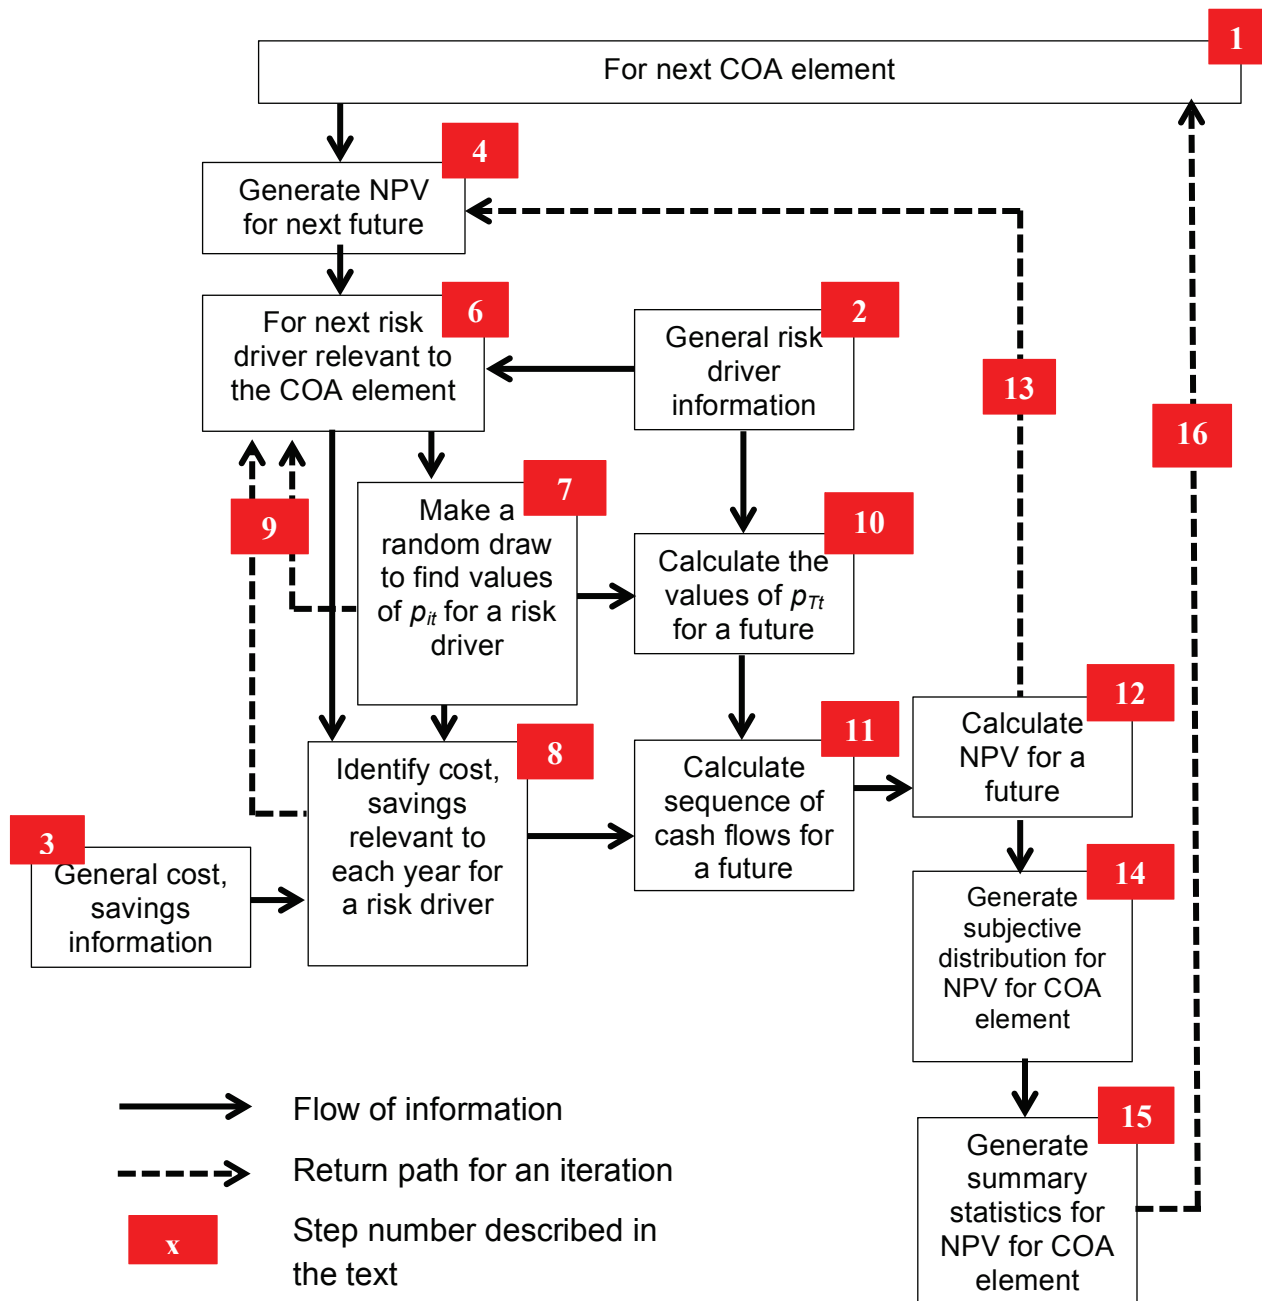 1
For next COA element
4
Generate NPV
for next future
6
For next risk
driver relevant to
the COA element
2
General risk
driver
information
13
16
9
7
Make a
random draw
to find values
of pit for a risk
driver
10
Calculate the
values of pTt
for a future
12
Calculate
NPV for a
future
11
Calculate
sequence of
cash flows for
a future
8
Identify cost,
savings
relevant to
each year for
a risk driver
3
General cost,
savings
information
14
Generate
subjective
distribution for
NPV for COA
element
15
Generate
summary
statistics for
NPV for COA
element
Flow of information
Return path for an iteration
x
Step number described in
the text